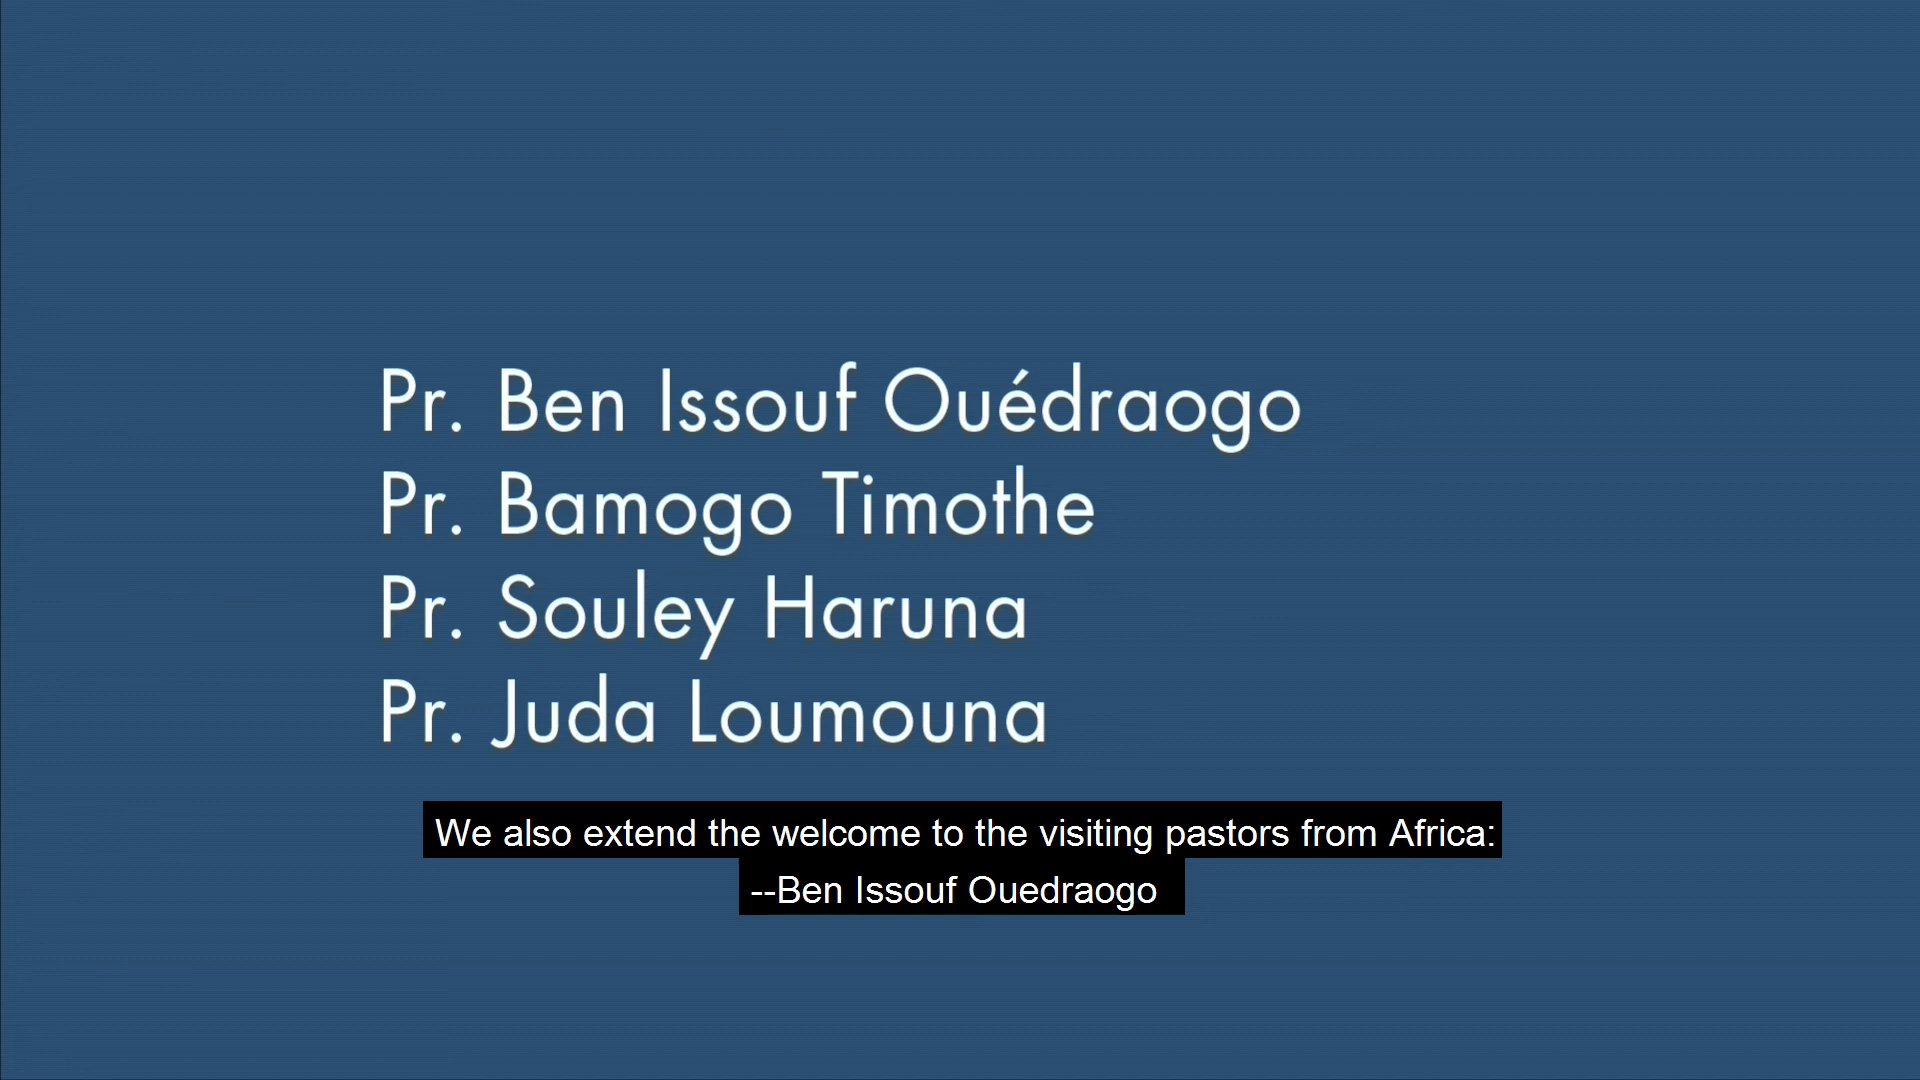 Pr. Ben Issouf Ouédraogo
Pr. Bamogo Timothe
Pr. Souley Haruna
Pr. Juda Loumouna
We also extend the welcome to the visiting pastors from Africa:
--Ben Issouf Ouedraogo